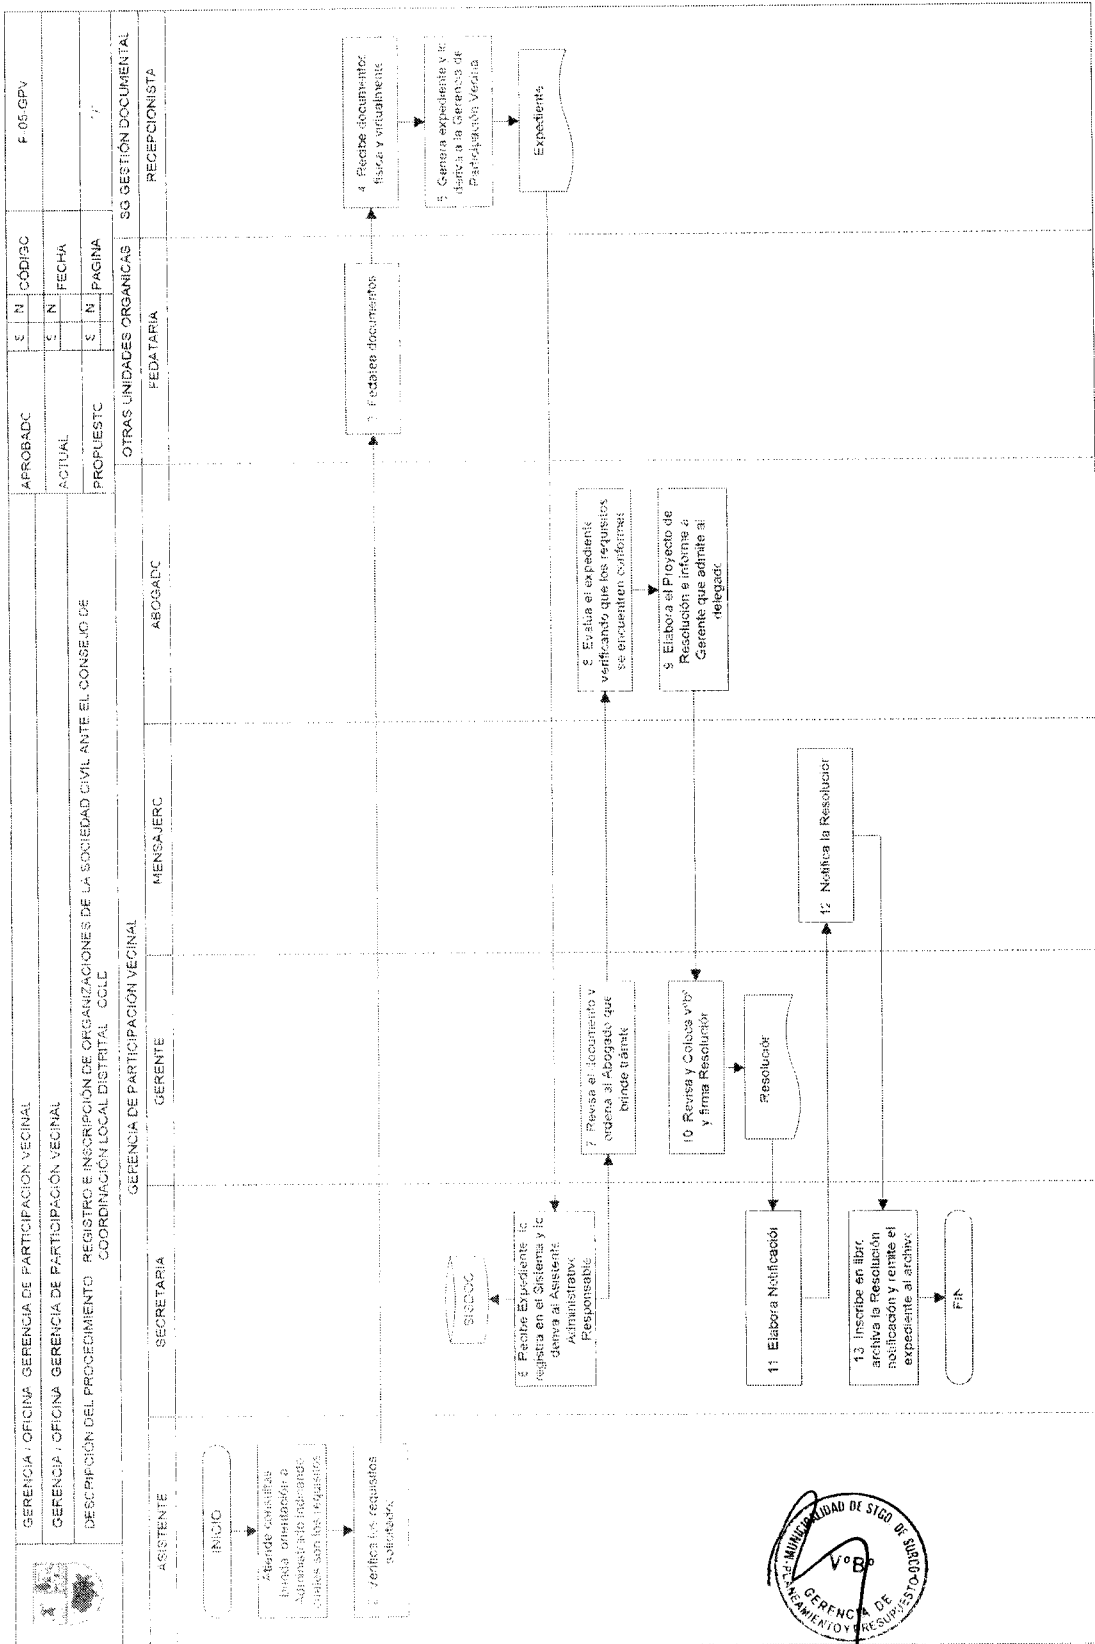 GERENCIA / OFICINA GERENCIA DE PARTICIPACIÓN VECINAL
APROBADO
S N
CÓDIGO
P-05-GPV
GERENCIA / OFICINA GERENCIA DE PARTICIPACIÓN VECINAL
ACTUAL
S N
FECHA
DESCRIPCIÓN DEL PROCEDIMIENTO REGISTRO E INSCRIPCIÓN DE ORGANIZACIONES DE LA SOCIEDAD CIVIL ANTE EL CONSEJO DE
COORDINACIÓN LOCAL DISTRITAL
PROPUESTO
S N
PAGINA
GERENCIA DE PARTICIPACIÓN VECINAL
OTRAS UNIDADES ORGANICAS
SG GESTIÓN DOCUMENTAL
ASISTENTE
SECRETARIA
GERENTE
MENSAJERO
ABOGADO
FEDATARIA
RECEPCIONISTA
INICIO
Atiende consultas
brinda orientación a
Administrado indicando
cuales son los requisitos
Verifica los requisitos
solicitados
3 Fedatea documentos
4 Recibe documentos
física y virtualmente
5 Genera expediente y lo
deriva a la Gerencia de
Participación Vecina
Expediente
SISDOC
6 Recibe Expediente lo
registra en el Sistema y lo
deriva al Asistente
Administrativo
Responsable
7 Revisa el documento y
ordena al Abogado que
brinde trámite
8 Evalúa el expediente
verificando que los requisitos
se encuentren conformes
9 Elabora el Proyecto de
Resolución e informe a
Gerente que admite al
delegado
10 Revisa y Coloca v°b°
y firma Resolución
Resolución
11 Elabora Notificación
12 Notifica la Resolución
13 Inscribe en libro,
archiva la Resolución
notificación y remite el
expediente al archivo
FIN
MUNICIPALIDAD DE STGO. DE SURCO
V°B°
GERENCIA DE
PLANEAMIENTO Y PRESUPUESTO